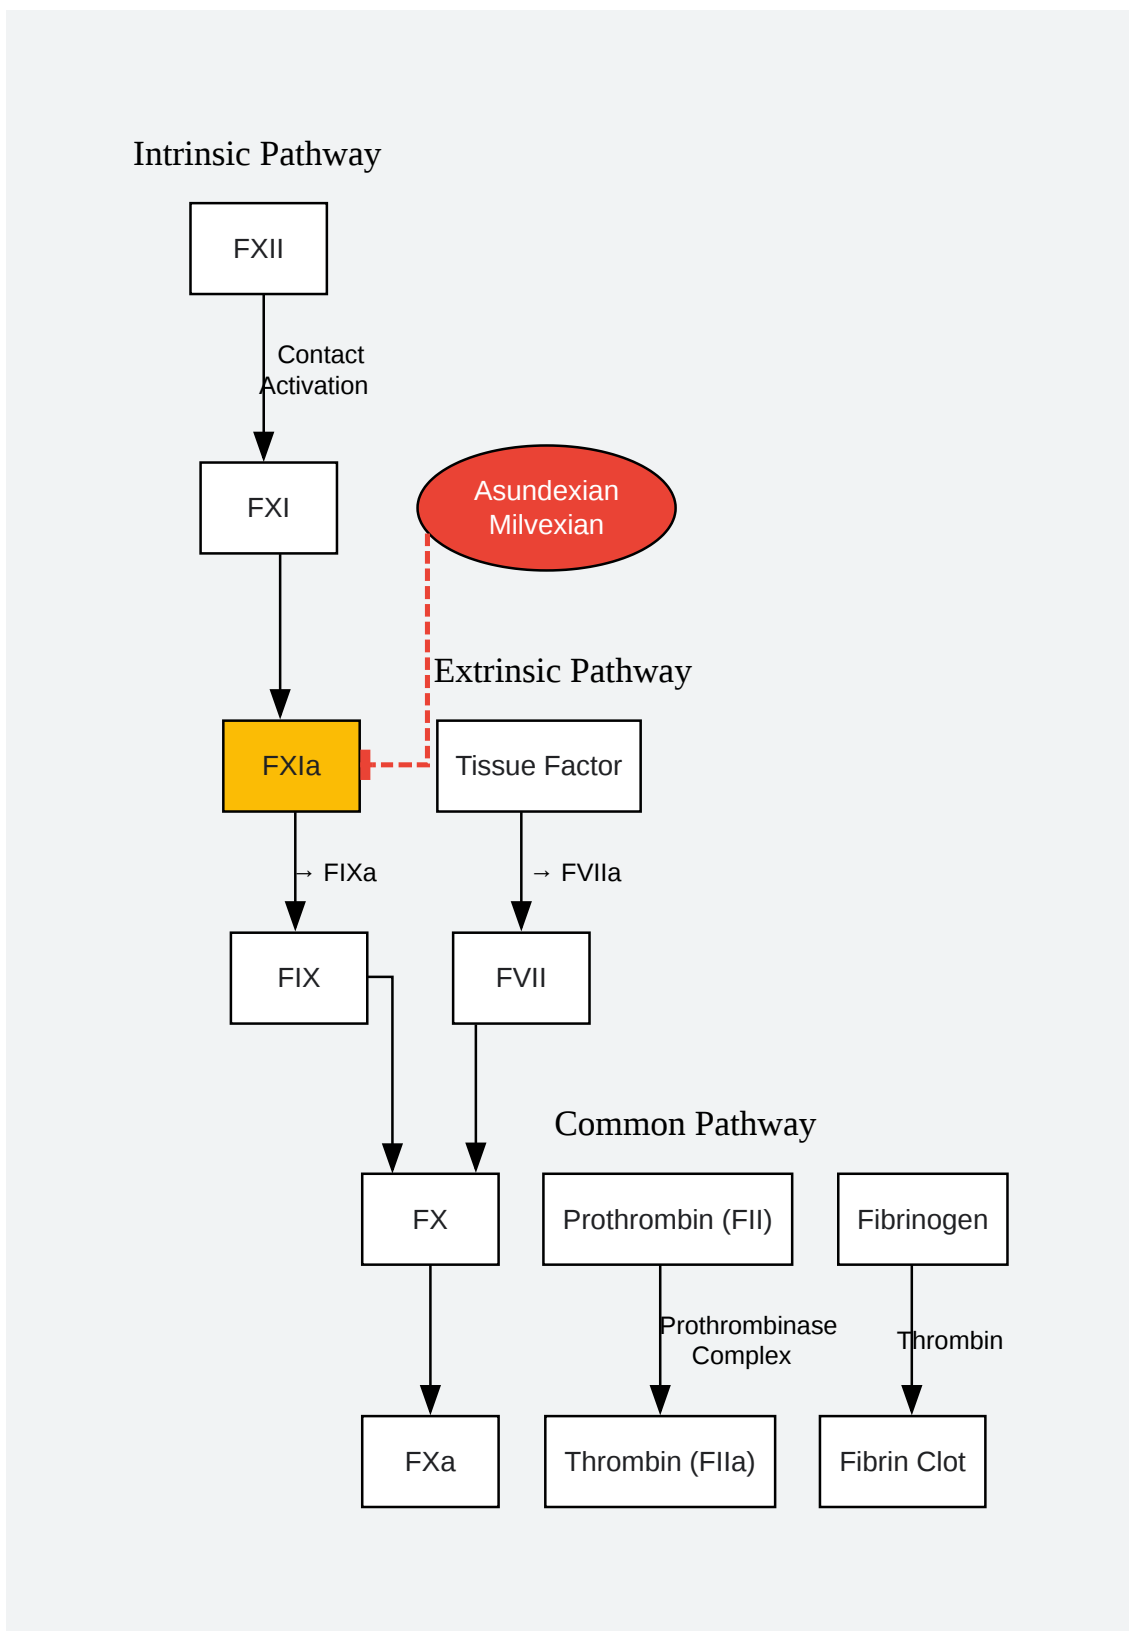 Intrinsic Pathway
FXII
Contact
Activation
FXI
Asundexian
Milvexian
Extrinsic Pathway
FXIa
Tissue Factor
→ FIXa
→ FVIIa
FIX
FVII
Common Pathway
FX
Prothrombin (FII)
Fibrinogen
Prothrombinase
Complex
Thrombin
FXa
Thrombin (FIIa)
Fibrin Clot